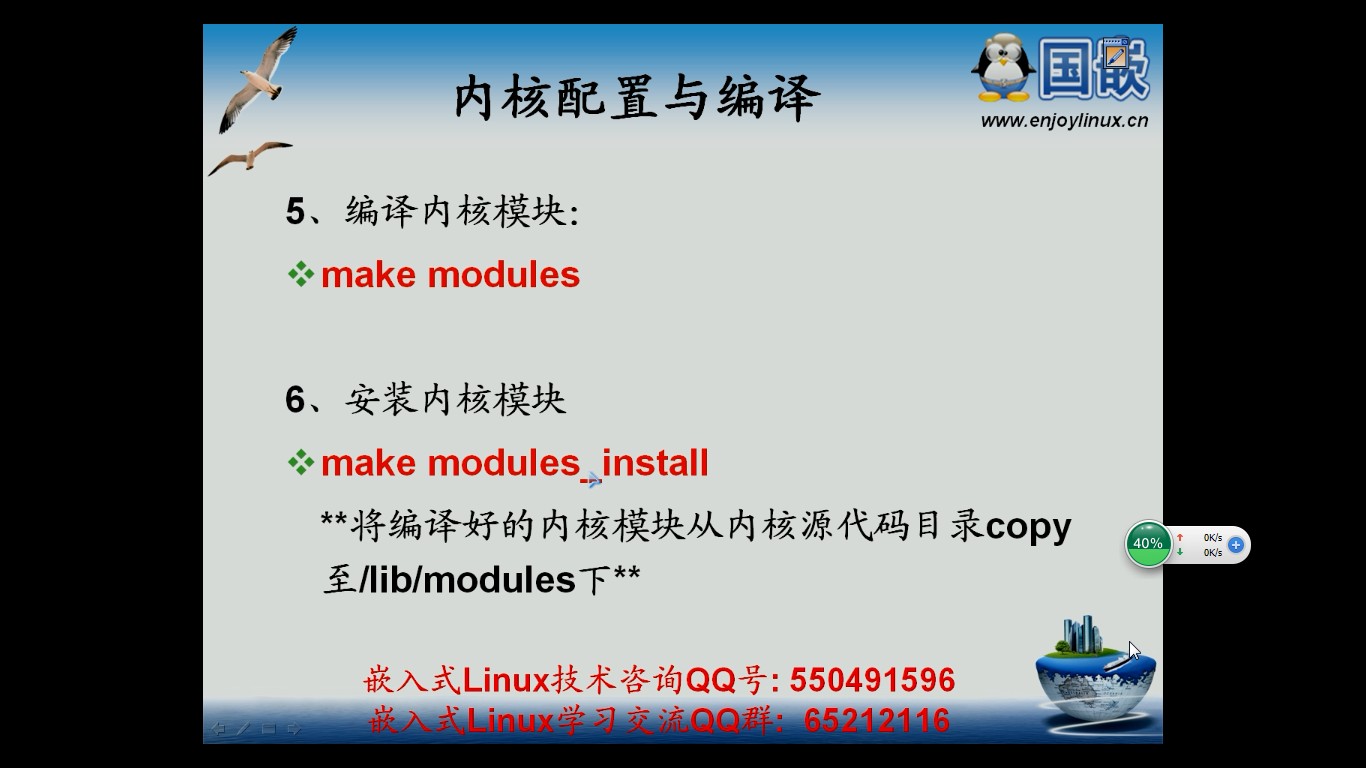 内核配置与编译
国嵌
www.enjoylinux.cn
5、编译内核模块:
make modules
6、安装内核模块
make modules_install
**将编译好的内核模块从内核源代码目录copy
至/lib/modules下**
40%
0K/s
0K/s
嵌入式Linux技术咨询QQ号: 550491596
嵌入式Linux学习交流QQ群: 65212116